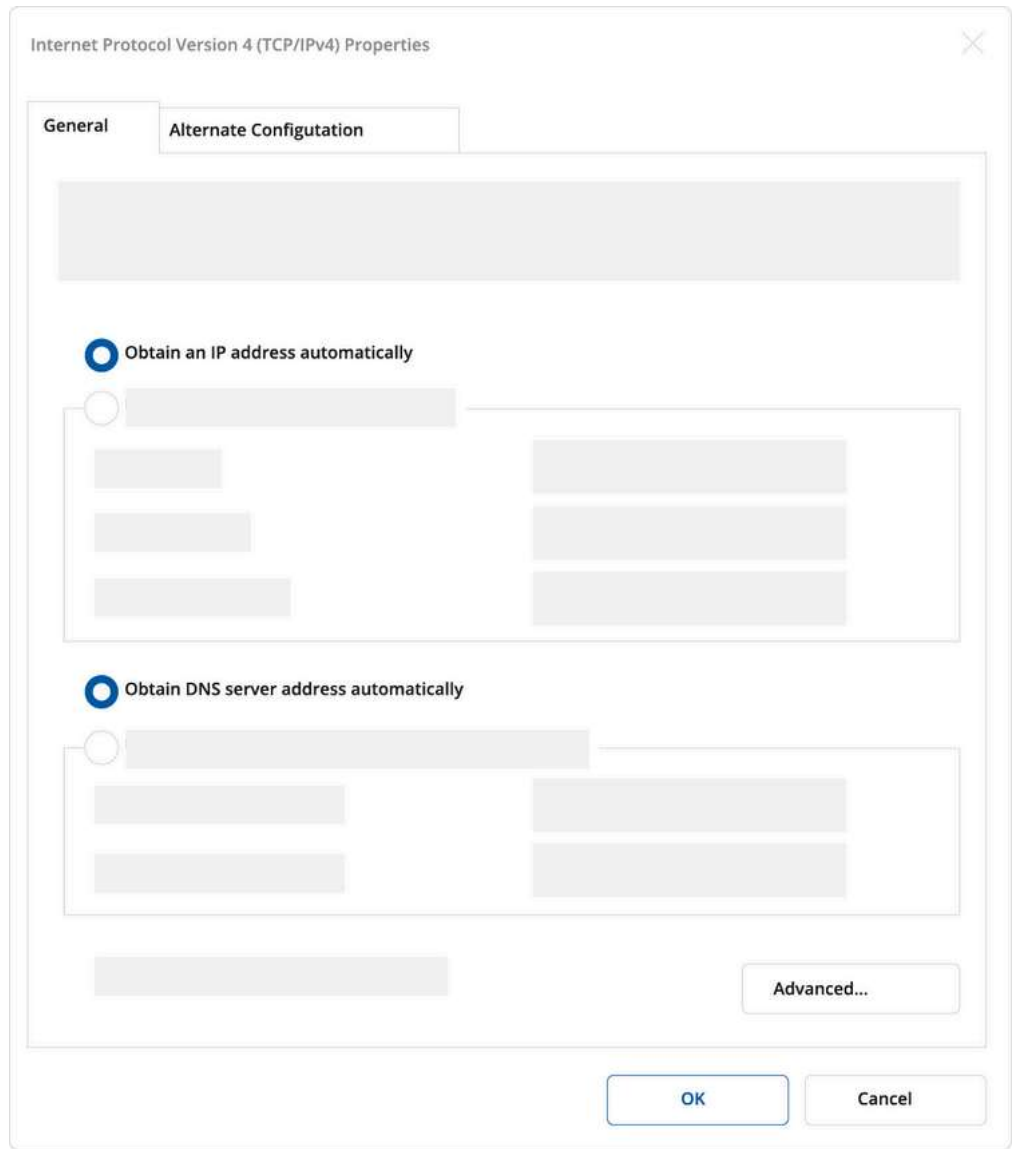 Internet Protocol Version 4 (TCP/IPv4) Properties
General
Alternate Configutation
Obtain an IP address automatically
Obtain DNS server address automatically
Advanced...
OK
Cancel